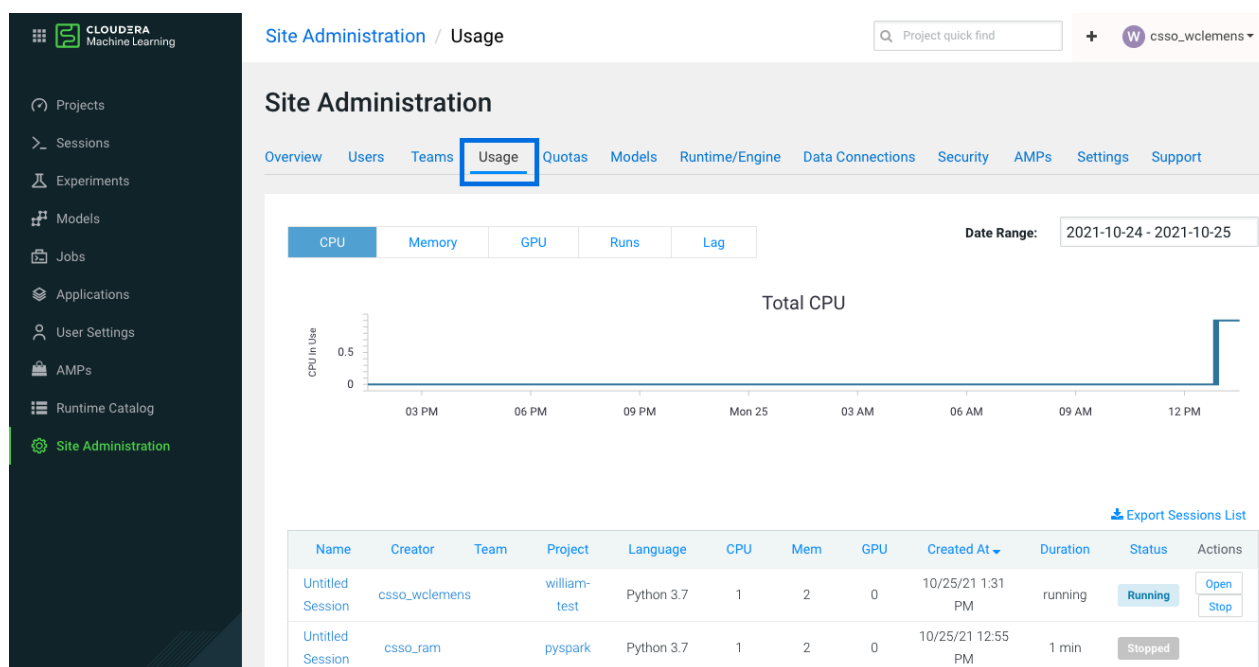 CLOUDERA
Machine Learning
Projects
Sessions
Experiments
Models
Jobs
Applications
User Settings
AMPs
Runtime Catalog
Site Administration
Site Administration / Usage
Project quick find
+
W csso_wclemens
Site Administration
Overview Users Teams Usage Quotas Models Runtime/Engine Data Connections Security AMPs Settings Support
CPU Memory GPU Runs Lag
Date Range: 2021-10-24 - 2021-10-25
Total CPU
CPU In Use
0.5
0
03 PM 06 PM 09 PM Mon 25 03 AM 06 AM 09 AM 12 PM
Export Sessions List
Name Creator Team Project Language CPU Mem GPU Created At Duration Status Actions
Untitled Session csso_wclemens william-test Python 3.7 1 2 0 10/25/21 1:31 PM running Running Open Stop
Untitled Session csso_ram pyspark Python 3.7 1 2 0 10/25/21 12:55 PM 1 min Stopped